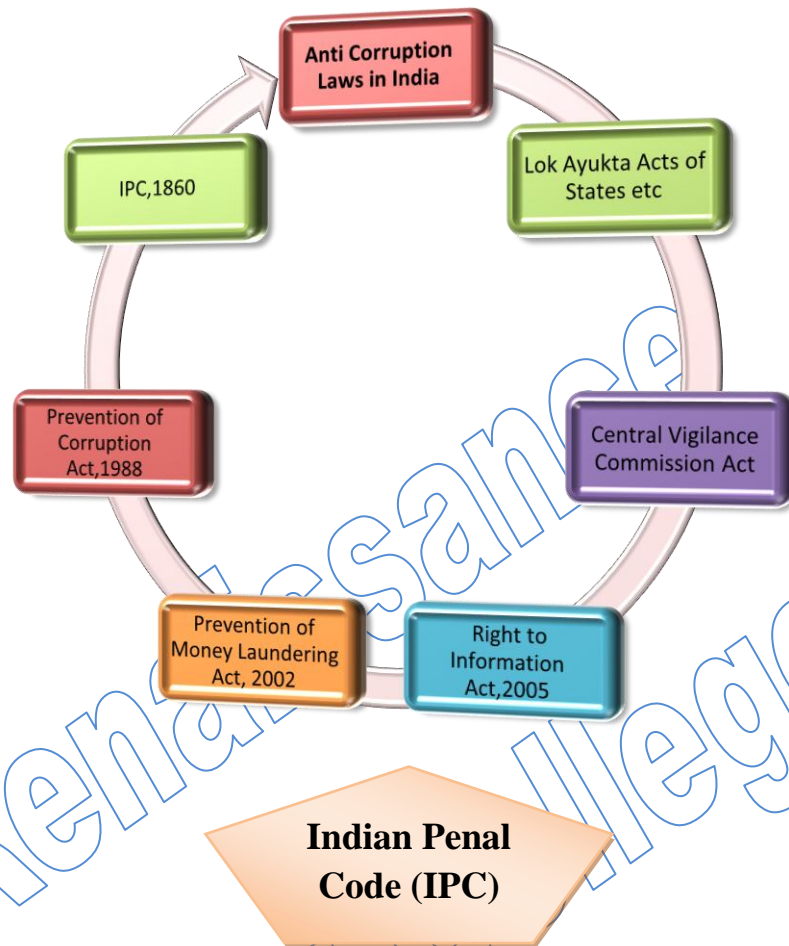 Anti Corruption
Laws in India
Lok Ayukta Acts of
States etc
Central Vigilance
Commission Act
Right to
Information
Act,2005
Prevention of
Money Laundering
Act, 2002
Prevention of
Corruption
Act,1988
IPC,1860
Indian Penal
Code (IPC)